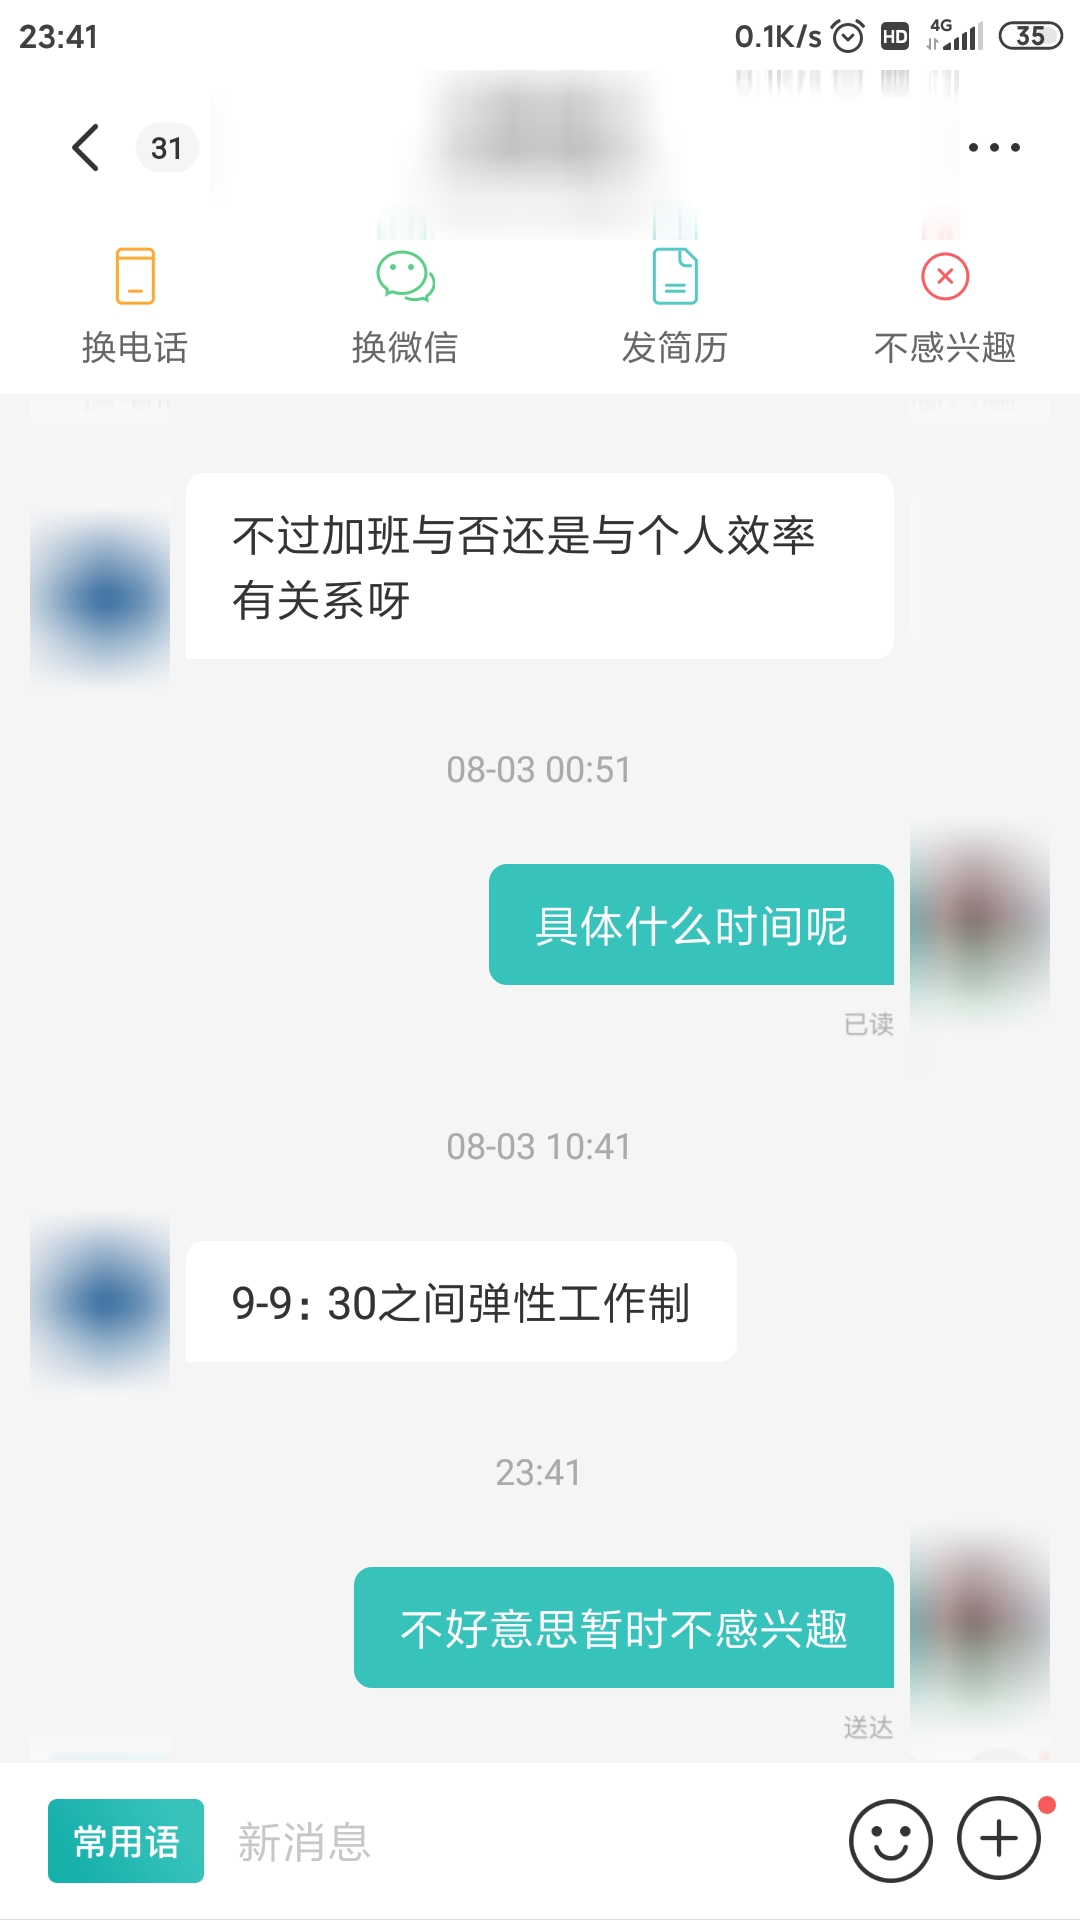 23:41
0.1K/s HD 4G 35
31
换电话 换微信 发简历 不感兴趣
不过加班与否还是与个人效率
有关系呀
08-03 00:51
具体什么时间呢
已读
08-03 10:41
9-9：30之间弹性工作制
23:41
不好意思暂时不感兴趣
送达
常用语 新消息